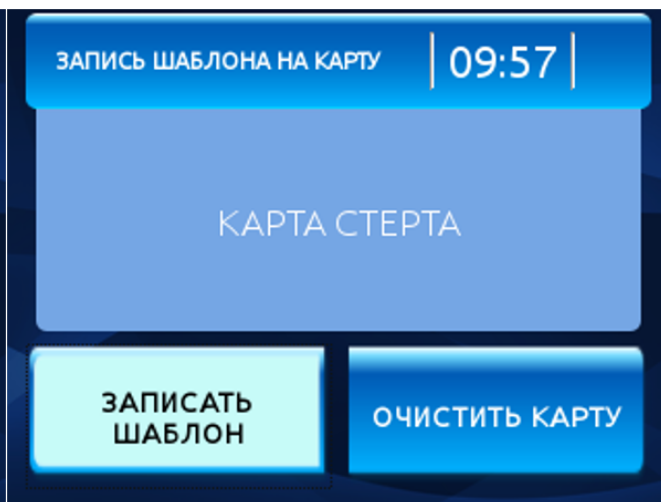 ЗАПИСЬ ШАБЛОНА НА КАРТУ 09:57
КАРТА СТЕРТА
ЗАПИСАТЬ
ШАБЛОН
ОЧИСТИТЬ КАРТУ